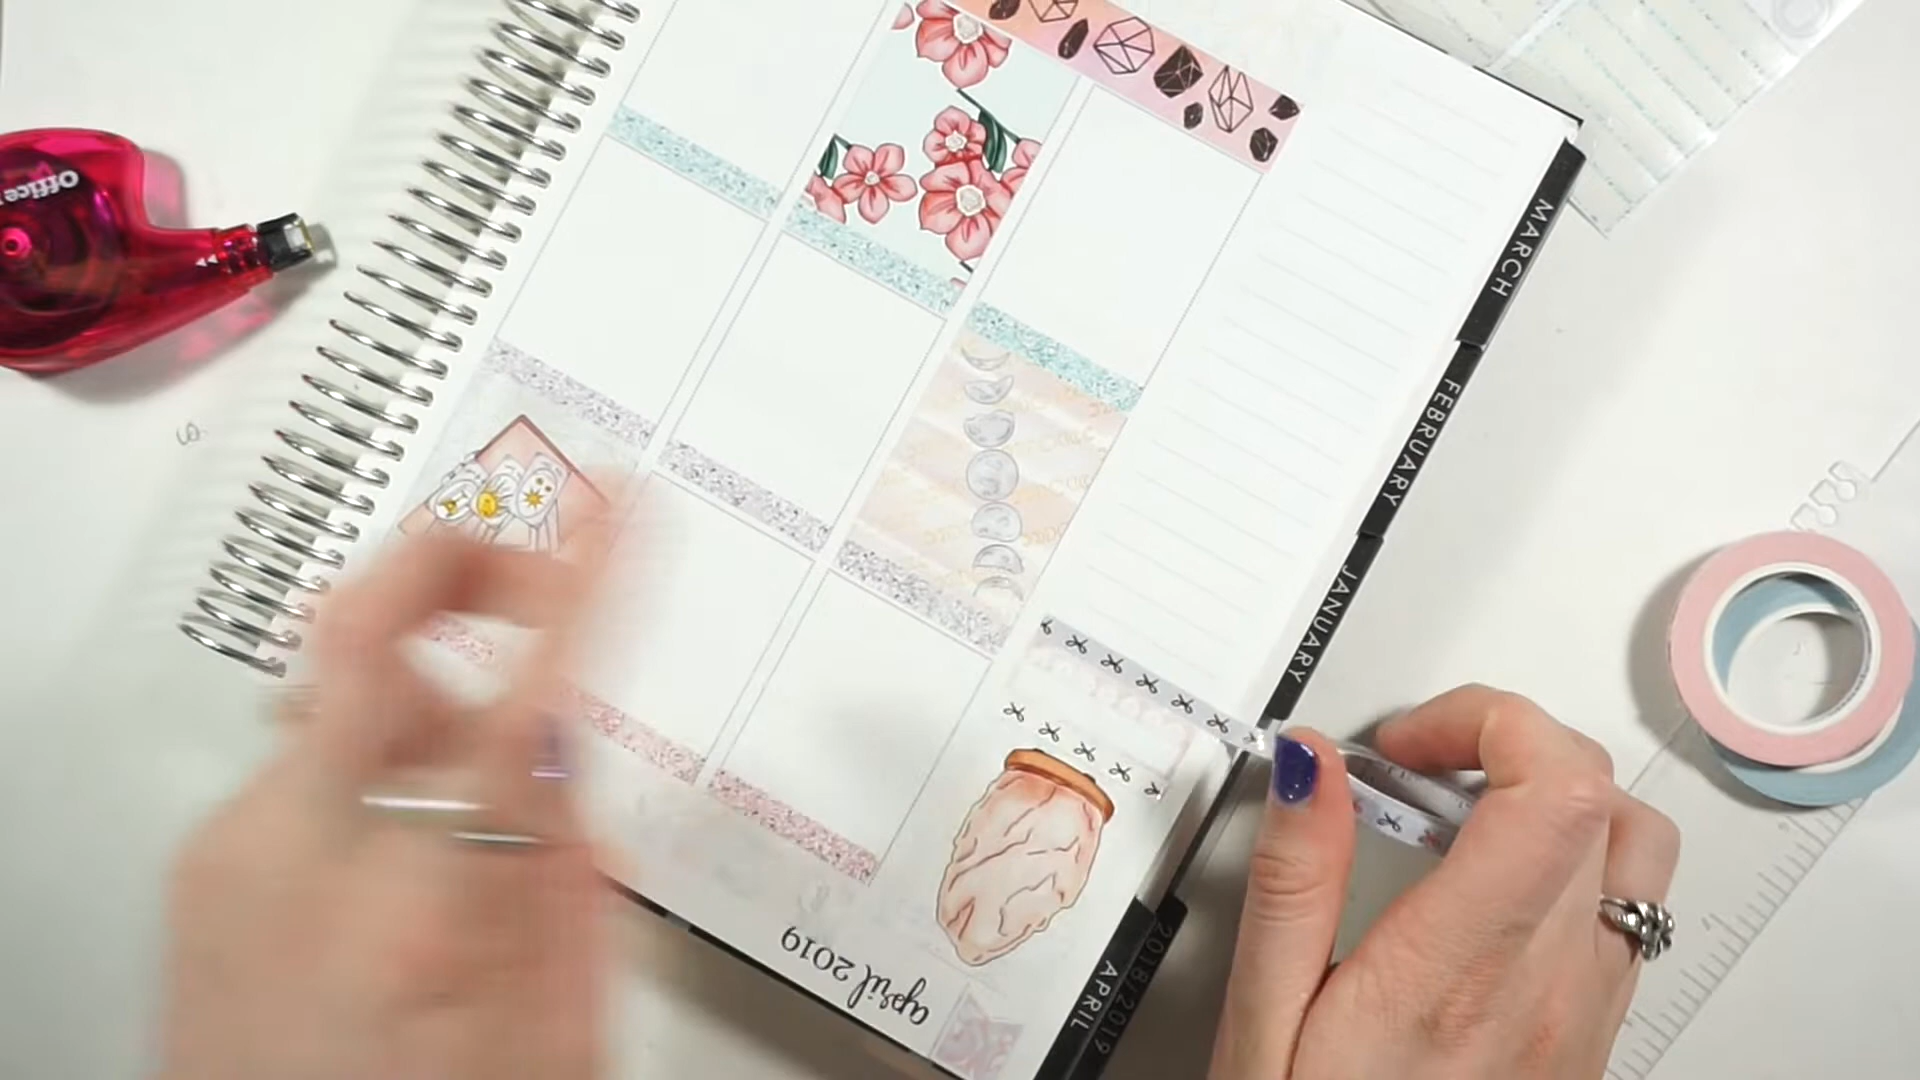 Office
MARCH
FEBRUARY
JANUARY
april 2019
APRIL
2018/2019